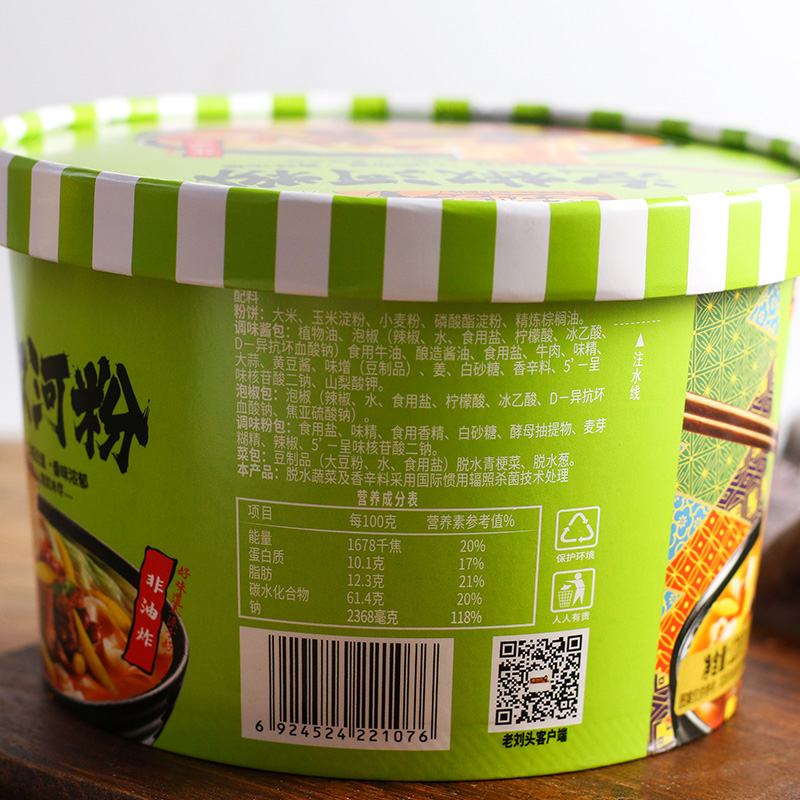 配料
粉饼：大米、玉米淀粉、小麦粉、磷酸酯淀粉、精炼棕榈油。
调味酱包：植物油、泡椒（辣椒、水、食用盐、柠檬酸、冰乙酸、
D－异抗坏血酸钠）食用牛油、酿造酱油、食用盐、牛肉、味精、
大蒜、黄豆酱、味增（豆制品）、姜、白砂糖、香辛料、5′－呈
味核苷酸二钠、山梨酸钾。
泡椒包：泡椒（辣椒、水、食用盐、柠檬酸、冰乙酸、D－异抗坏
血酸钠、焦亚硫酸钠）。
调味粉包：食用盐、味精、食用香精、白砂糖、酵母抽提物、麦芽
糊精、辣椒、5′－呈味核苷酸二钠。
菜包：豆制品（大豆粉、水、食用盐）脱水青梗菜、脱水葱。
本产品：脱水蔬菜及香辛料采用国际惯用辐照杀菌技术处理
营养成分表
项目 每100克 营养素参考值%
能量 1678千焦 20%
蛋白质 10.1克 17%
脂肪 12.3克 21%
碳水化合物 61.4克 20%
钠 2368毫克 118%
注水线
保护环境
人人有责
6 924524 221076
老刘头客户端
河粉
香味浓郁
非油炸